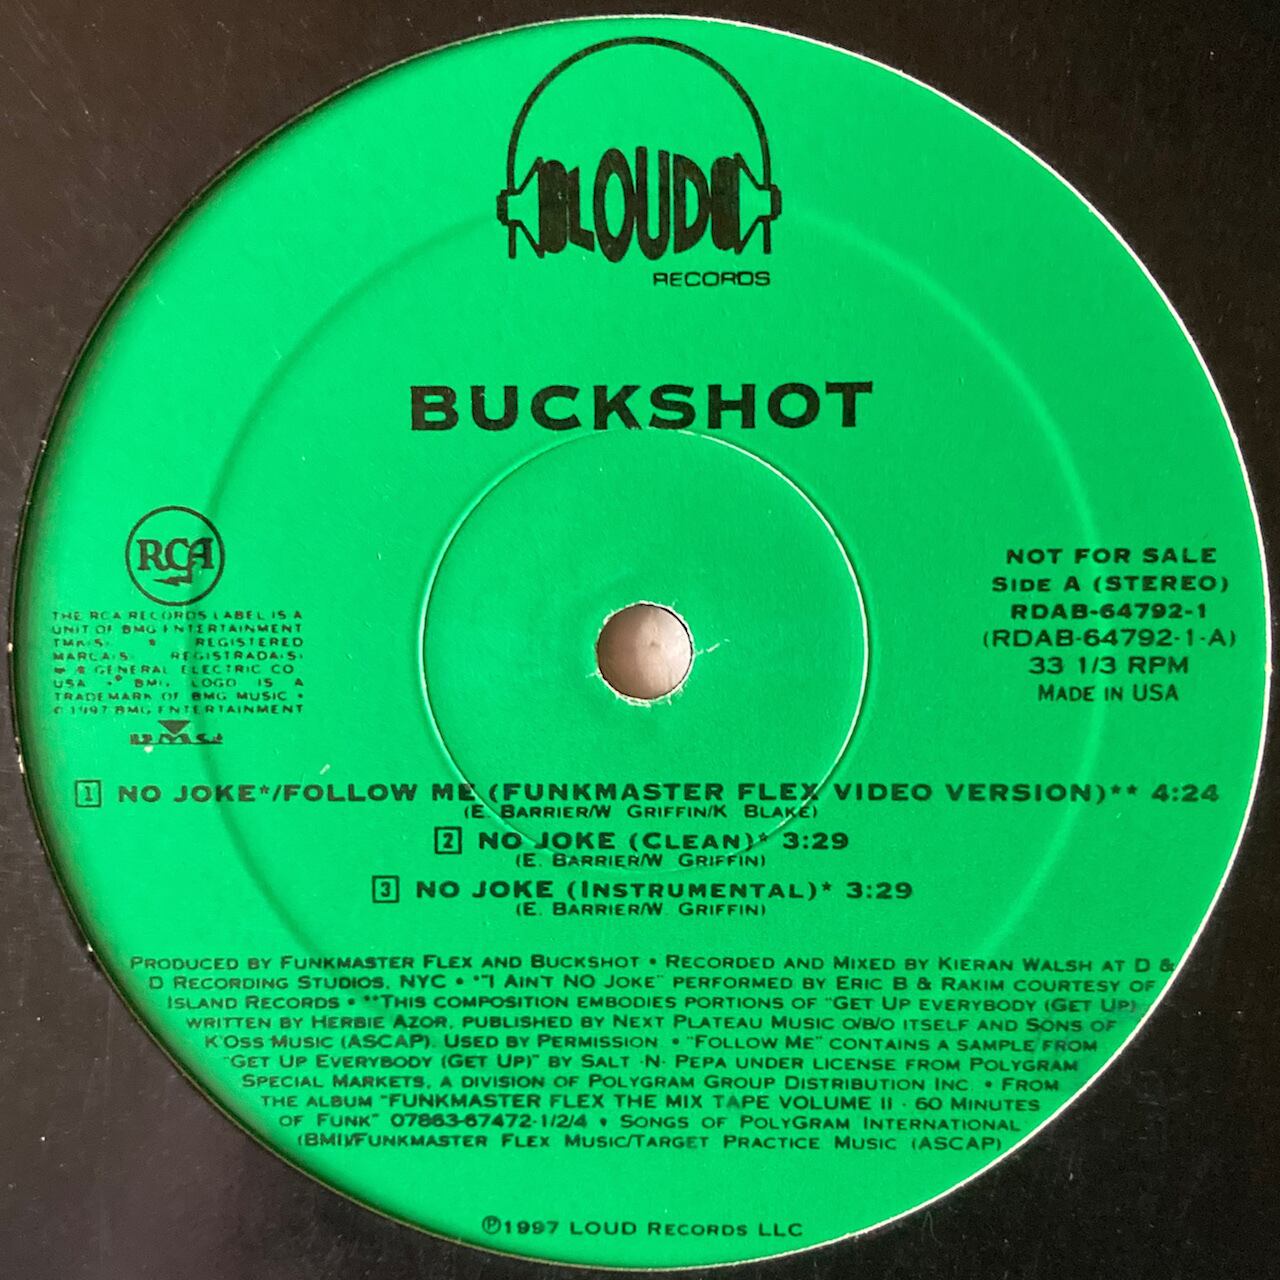 LOUD
RECORDS
BUCKSHOT
RCA
THE RCA RECORDS LABEL IS A
UNIT OF BMG ENTERTAINMENT
TMK(S) ® REGISTERED
MARCA(S) REGISTRADA(S)
GENERAL ELECTRIC CO.
USA • BMG LOGO IS A
TRADEMARK OF BMG MUSIC •
© 1997 BMG ENTERTAINMENT
BMG
NOT FOR SALE
SIDE A (STEREO)
RDAB-64792-1
(RDAB-64792-1-A)
33 1/3 RPM
MADE IN USA
1 NO JOKE*/FOLLOW ME (FUNKMASTER FLEX VIDEO VERSION)** 4:24
(E. BARRIER/W GRIFFIN/K BLAKE)
2 NO JOKE (CLEAN)* 3:29
(E. BARRIER/W GRIFFIN)
3 NO JOKE (INSTRUMENTAL)* 3:29
(E. BARRIER/W. GRIFFIN)
PRODUCED BY FUNKMASTER FLEX AND BUCKSHOT • RECORDED AND MIXED BY KIERAN WALSH AT D &
D RECORDING STUDIOS, NYC • *"I AIN'T NO JOKE" PERFORMED BY ERIC B & RAKIM COURTESY OF
ISLAND RECORDS • **THIS COMPOSITION EMBODIES PORTIONS OF "GET UP EVERYBODY (GET UP)
WRITTEN BY HERBIE AZOR, PUBLISHED BY NEXT PLATEAU MUSIC O/B/O ITSELF AND SONS OF
K'OSS MUSIC (ASCAP). USED BY PERMISSION • "FOLLOW ME" CONTAINS A SAMPLE FROM
"GET UP EVERYBODY (GET UP)" BY SALT -N- PEPA UNDER LICENSE FROM POLYGRAM
SPECIAL MARKETS, A DIVISION OF POLYGRAM GROUP DISTRIBUTION INC. • FROM
THE ALBUM "FUNKMASTER FLEX THE MIX TAPE VOLUME II - 60 MINUTES
OF FUNK" 07863-67472-1/2/4 • SONGS OF POLYGRAM INTERNATIONAL
(BMI)/FUNKMASTER FLEX MUSIC/TARGET PRACTICE MUSIC (ASCAP)
℗1997 LOUD RECORDS LLC